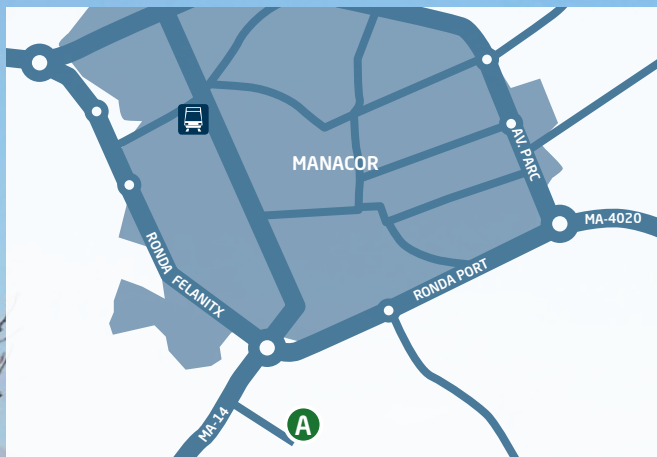 MANACOR
AV. PARC
MA-4020
RONDA FELANITX
RONDA PORT
MA-14
A